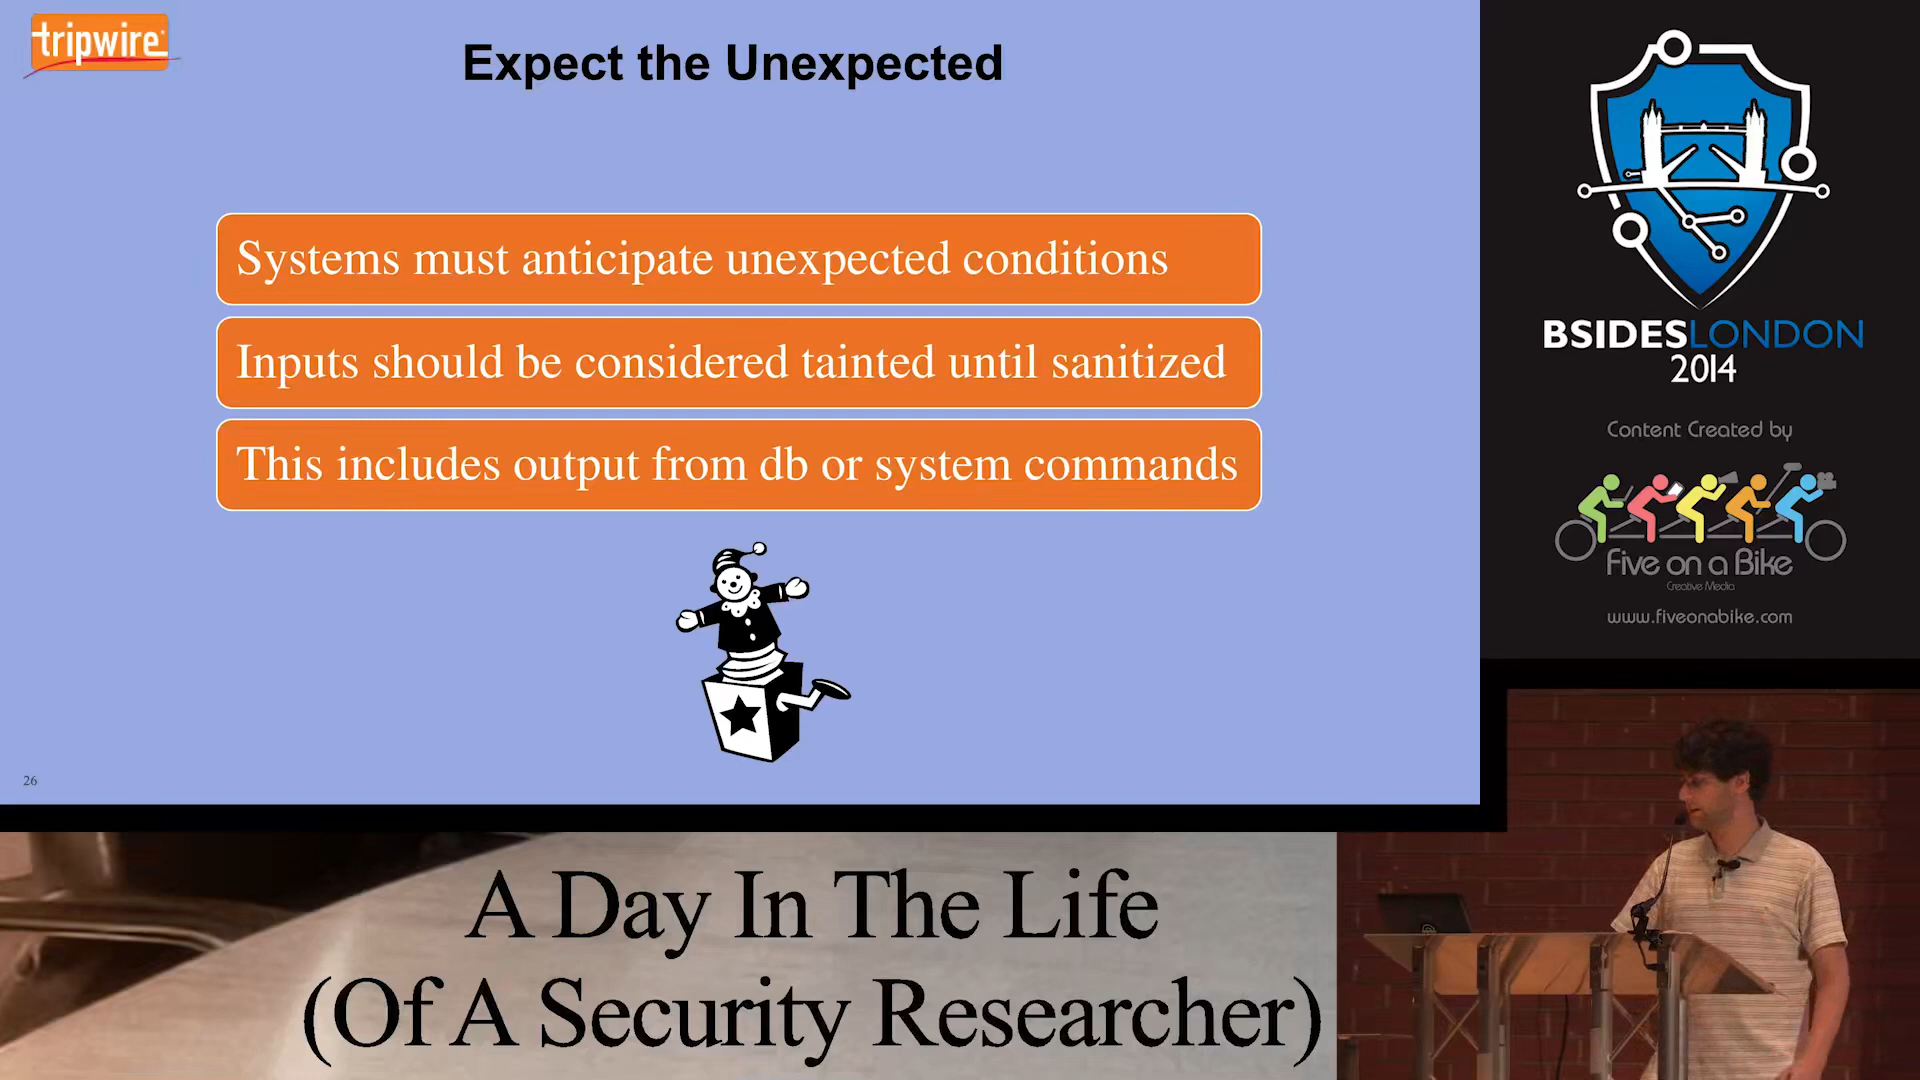 tripwire
Expect the Unexpected
Systems must anticipate unexpected conditions
Inputs should be considered tainted until sanitized
This includes output from db or system commands
26
BSIDESLONDON
2014
Content Created by
Five on a Bike
Creative Media
www.fiveonabike.com
A Day In The Life
(Of A Security Researcher)